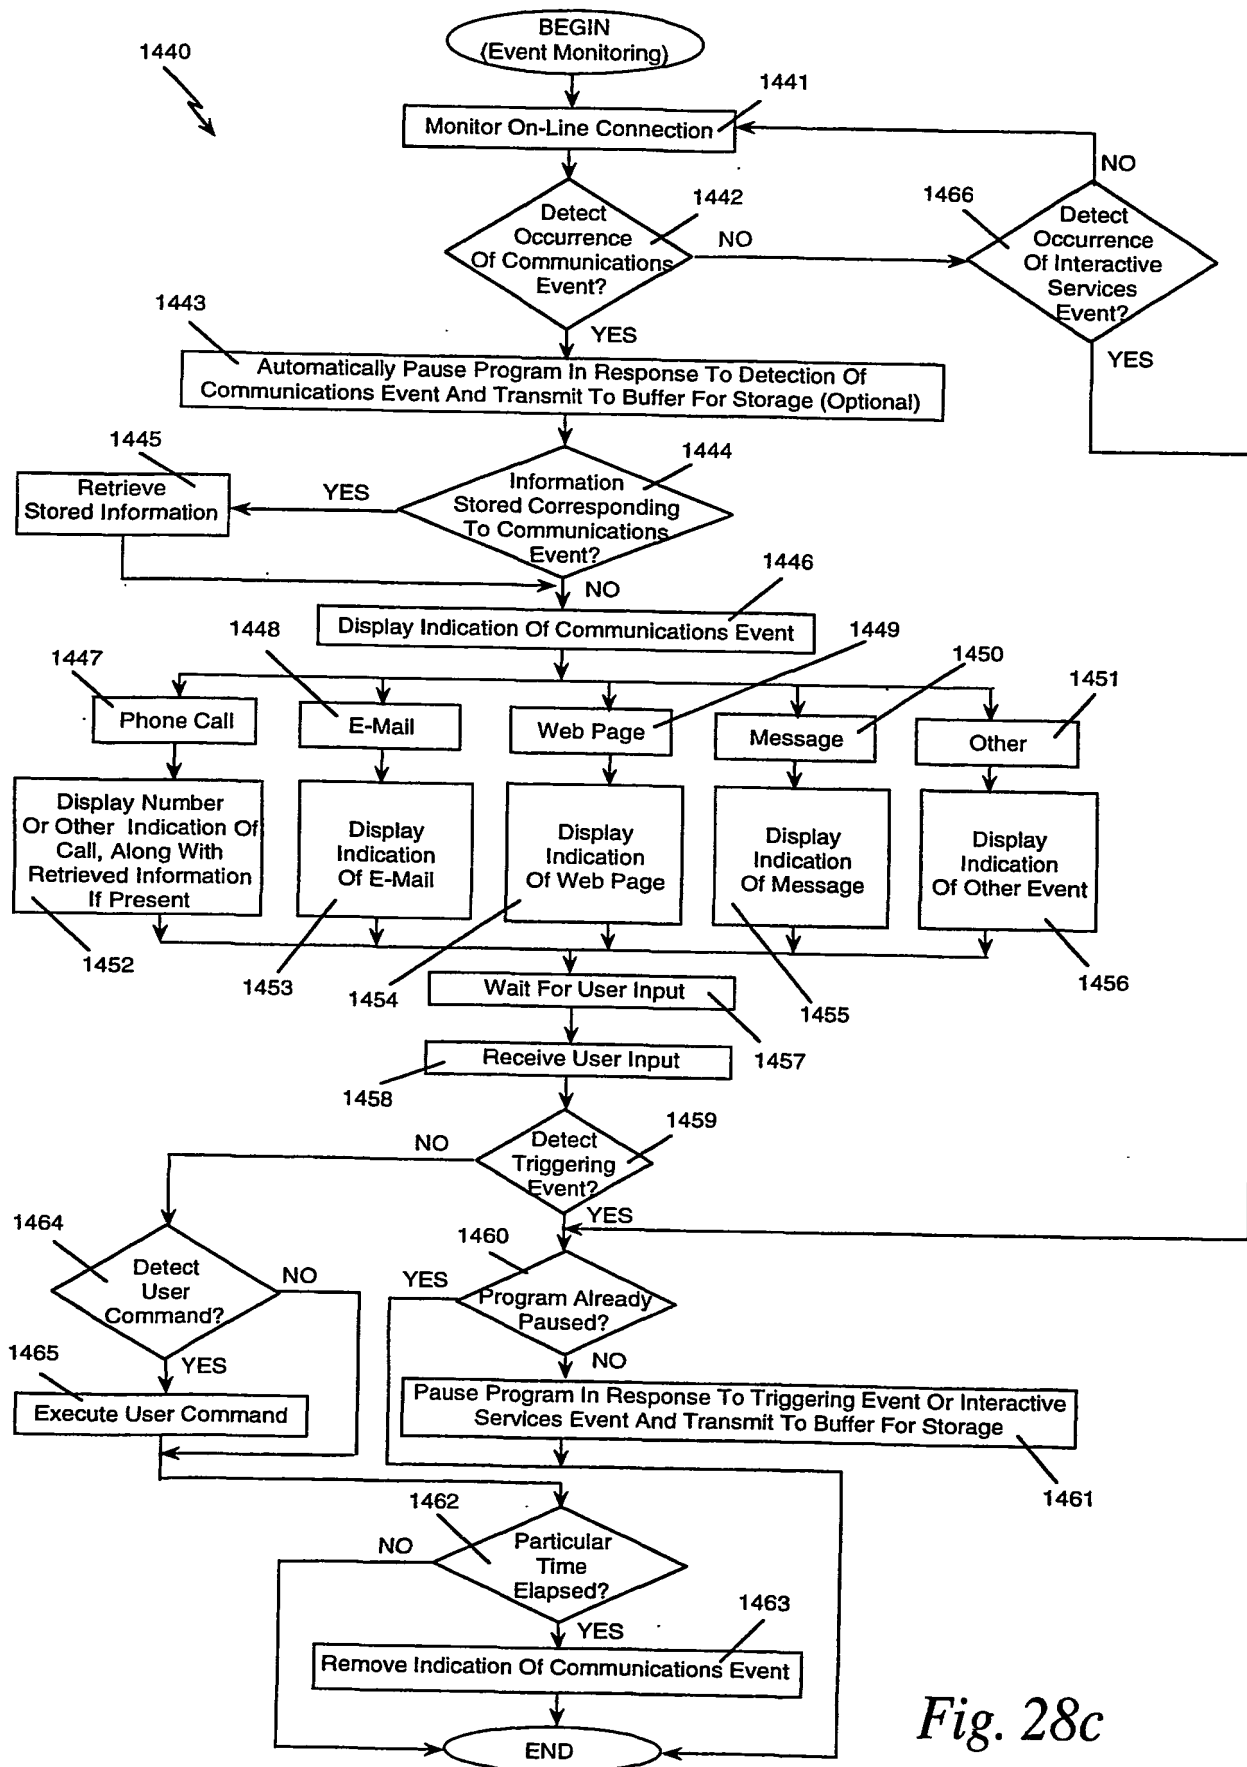 BEGIN
(Event Monitoring)
1440
1441
Monitor On-Line Connection
NO
1442
1466
Detect
Occurrence
Of Communications
Event?
NO
Detect
Occurrence
Of Interactive
Services
Event?
1443
YES
YES
Automatically Pause Program In Response To Detection Of
Communications Event And Transmit To Buffer For Storage (Optional)
1445
1444
Retrieve
Stored Information
YES
Information
Stored Corresponding
To Communications
Event?
NO
1446
Display Indication Of Communications Event
1447
1448
1449
1450
1451
Phone Call
E-Mail
Web Page
Message
Other
Display Number
Or Other Indication Of
Call, Along With
Retrieved Information
If Present
Display
Indication
Of E-Mail
Display
Indication
Of Web Page
Display
Indication
Of Message
Display
Indication
Of Other Event
1452
1453
1454
1455
1456
Wait For User Input
1457
Receive User Input
1458
1459
NO
Detect
Triggering
Event?
YES
1464
1460
Detect
User
Command?
NO
YES
Program Already
Paused?
1465
YES
NO
Execute User Command
Pause Program In Response To Triggering Event Or Interactive
Services Event And Transmit To Buffer For Storage
1461
1462
NO
Particular
Time
Elapsed?
YES
1463
Remove Indication Of Communications Event
END
Fig. 28c